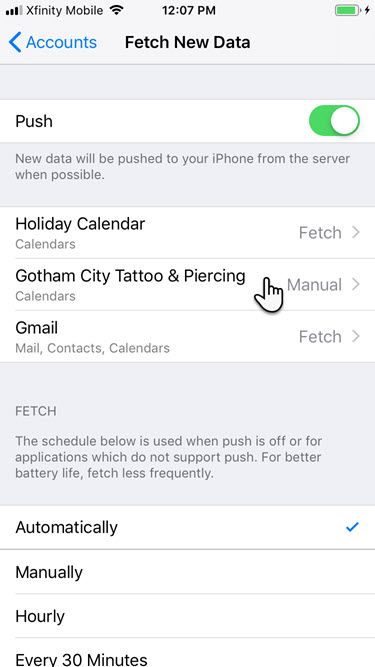 Xfinity Mobile 12:07 PM
Accounts Fetch New Data
Push
New data will be pushed to your iPhone from the server
when possible.
Holiday Calendar
Calendars
Fetch
Gotham City Tattoo & Piercing
Calendars
Manual
Gmail
Mail, Contacts, Calendars
Fetch
FETCH
The schedule below is used when push is off or for
applications which do not support push. For better
battery life, fetch less frequently.
Automatically
Manually
Hourly
Every 30 Minutes